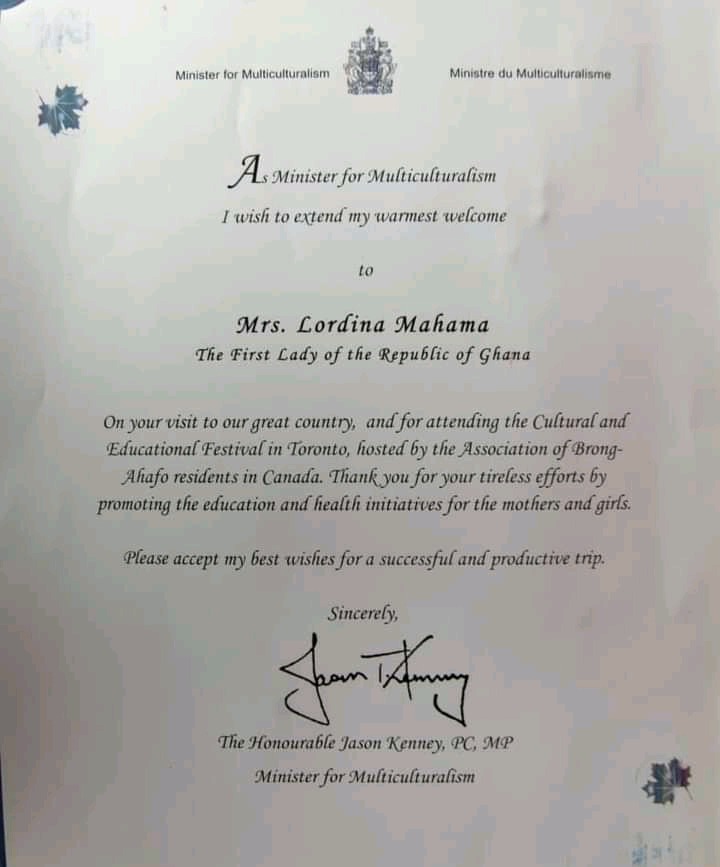 Minister for Multiculturalism
Ministre du Multiculturalisme
As Minister for Multiculturalism
I wish to extend my warmest welcome
to
Mrs. Lordina Mahama
The First Lady of the Republic of Ghana
On your visit to our great country, and for attending the Cultural and
Educational Festival in Toronto, hosted by the Association of Brong-
Ahafo residents in Canada. Thank you for your tireless efforts by
promoting the education and health initiatives for the mothers and girls.
Please accept my best wishes for a successful and productive trip.
Sincerely,
Jason Kenney
The Honourable Jason Kenney, PC, MP
Minister for Multiculturalism